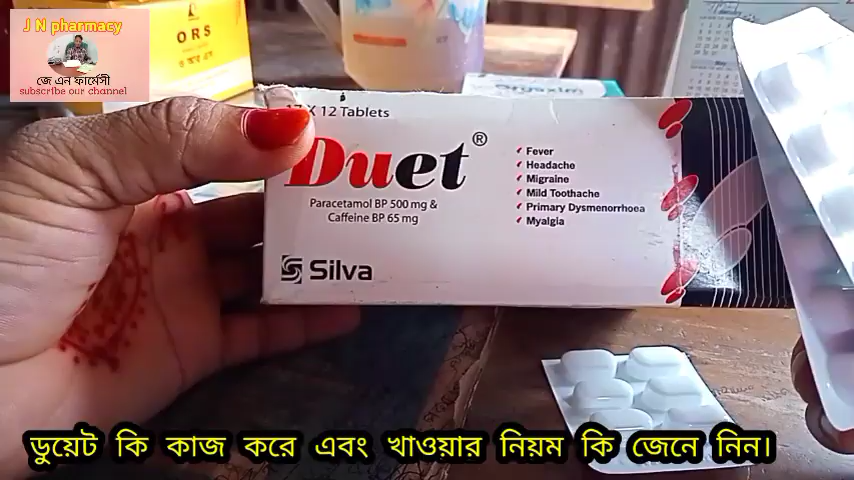 J N pharmacy
জে এন ফার্মেসী
subscribe our channel
ORS
X 12 Tablets
Duet®
Paracetamol BP 500 mg &
Caffeine BP 65 mg
Silva
Fever
Headache
Migraine
Mild Toothache
Primary Dysmenorrhoea
Myalgia
ডুয়েট কি কাজ করে এবং খাওয়ার নিয়ম কি জেনে নিন।